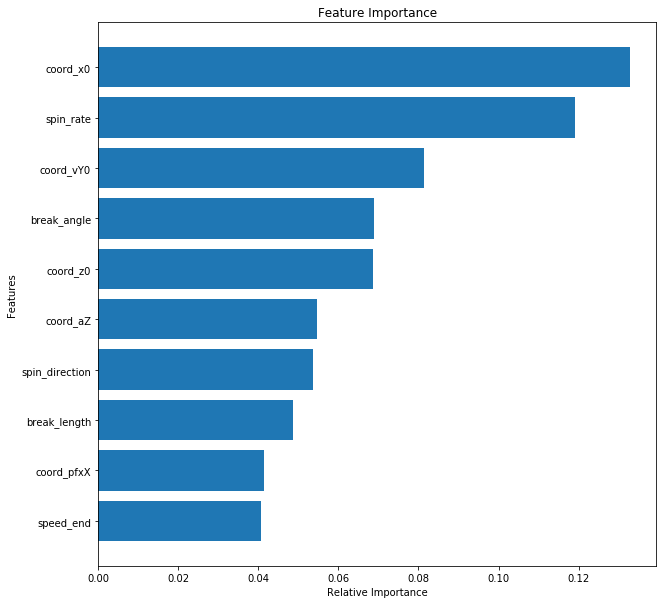 Feature Importance
coord_x0
spin_rate
coord_vY0
break_angle
coord_z0
coord_aZ
spin_direction
break_length
coord_pfxX
speed_end
Features
0.00 0.02 0.04 0.06 0.08 0.10 0.12
Relative Importance